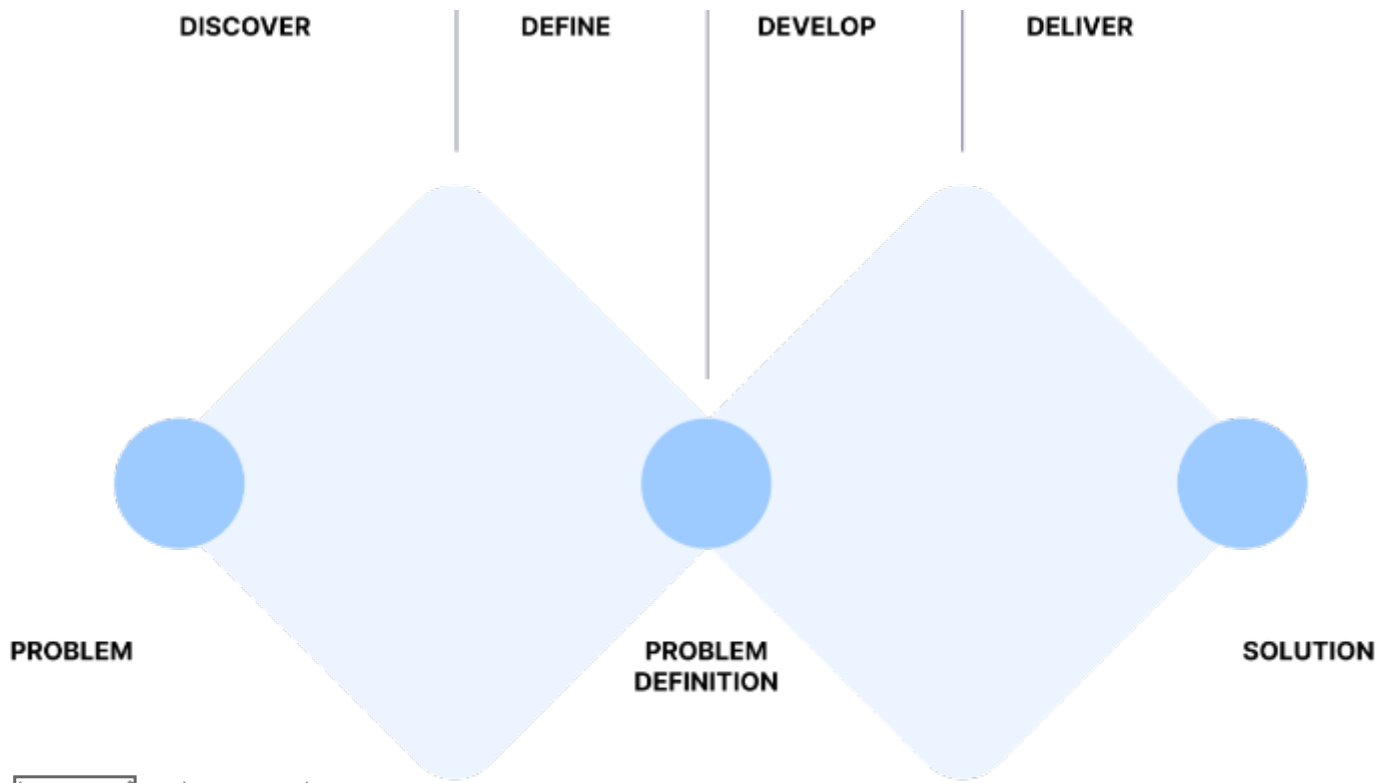 DISCOVER
DEFINE
DEVELOP
DELIVER
PROBLEM
PROBLEM
DEFINITION
SOLUTION